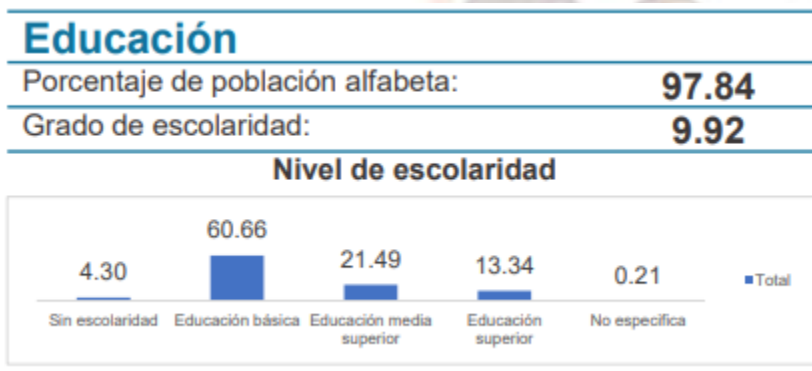 Educación
Porcentaje de población alfabeta: 97.84
Grado de escolaridad: 9.92
Nivel de escolaridad
4.30 60.66 21.49 13.34 0.21
Total
Sin escolaridad Educación básica Educación media superior Educación superior No especifica